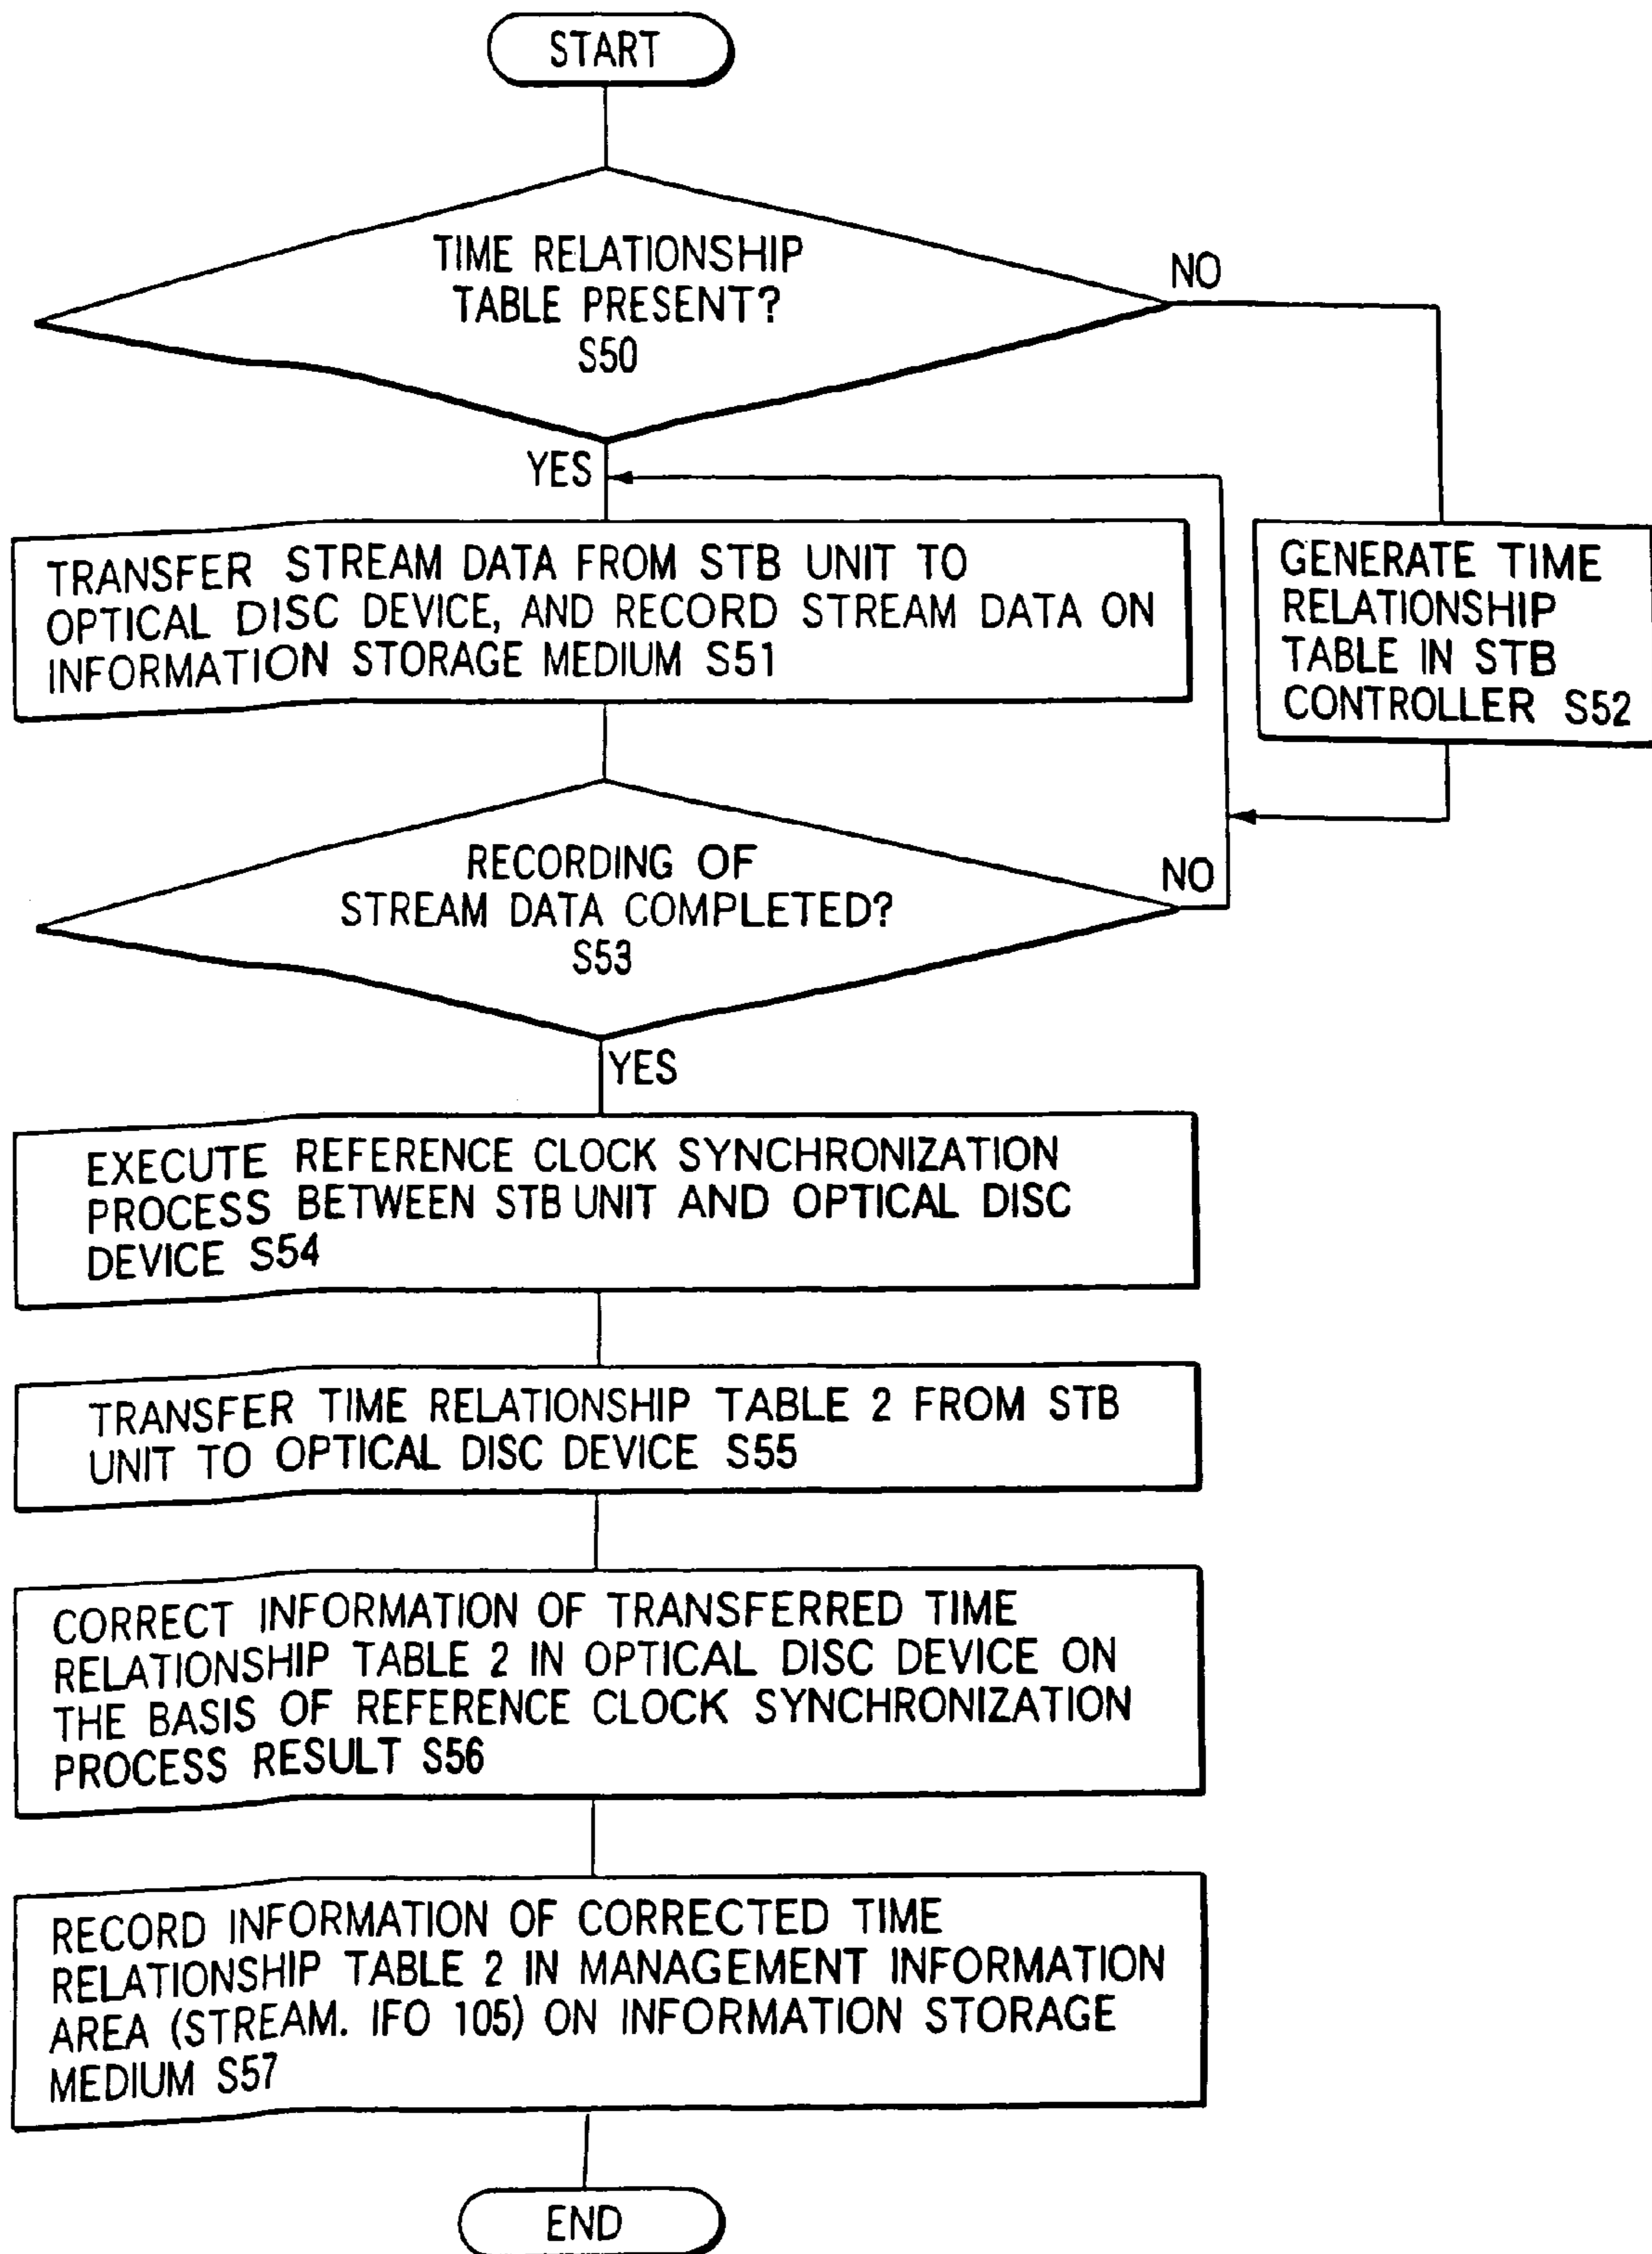 START
TIME RELATIONSHIP
TABLE PRESENT?
S50
NO
YES
TRANSFER STREAM DATA FROM STB UNIT TO
OPTICAL DISC DEVICE, AND RECORD STREAM DATA ON
INFORMATION STORAGE MEDIUM S51
GENERATE TIME
RELATIONSHIP
TABLE IN STB
CONTROLLER S52
RECORDING OF
STREAM DATA COMPLETED?
S53
NO
YES
EXECUTE REFERENCE CLOCK SYNCHRONIZATION
PROCESS BETWEEN STB UNIT AND OPTICAL DISC
DEVICE S54
TRANSFER TIME RELATIONSHIP TABLE 2 FROM STB
UNIT TO OPTICAL DISC DEVICE S55
CORRECT INFORMATION OF TRANSFERRED TIME
RELATIONSHIP TABLE 2 IN OPTICAL DISC DEVICE ON
THE BASIS OF REFERENCE CLOCK SYNCHRONIZATION
PROCESS RESULT S56
RECORD INFORMATION OF CORRECTED TIME
RELATIONSHIP TABLE 2 IN MANAGEMENT INFORMATION
AREA (STREAM. IFO 105) ON INFORMATION STORAGE
MEDIUM S57
END